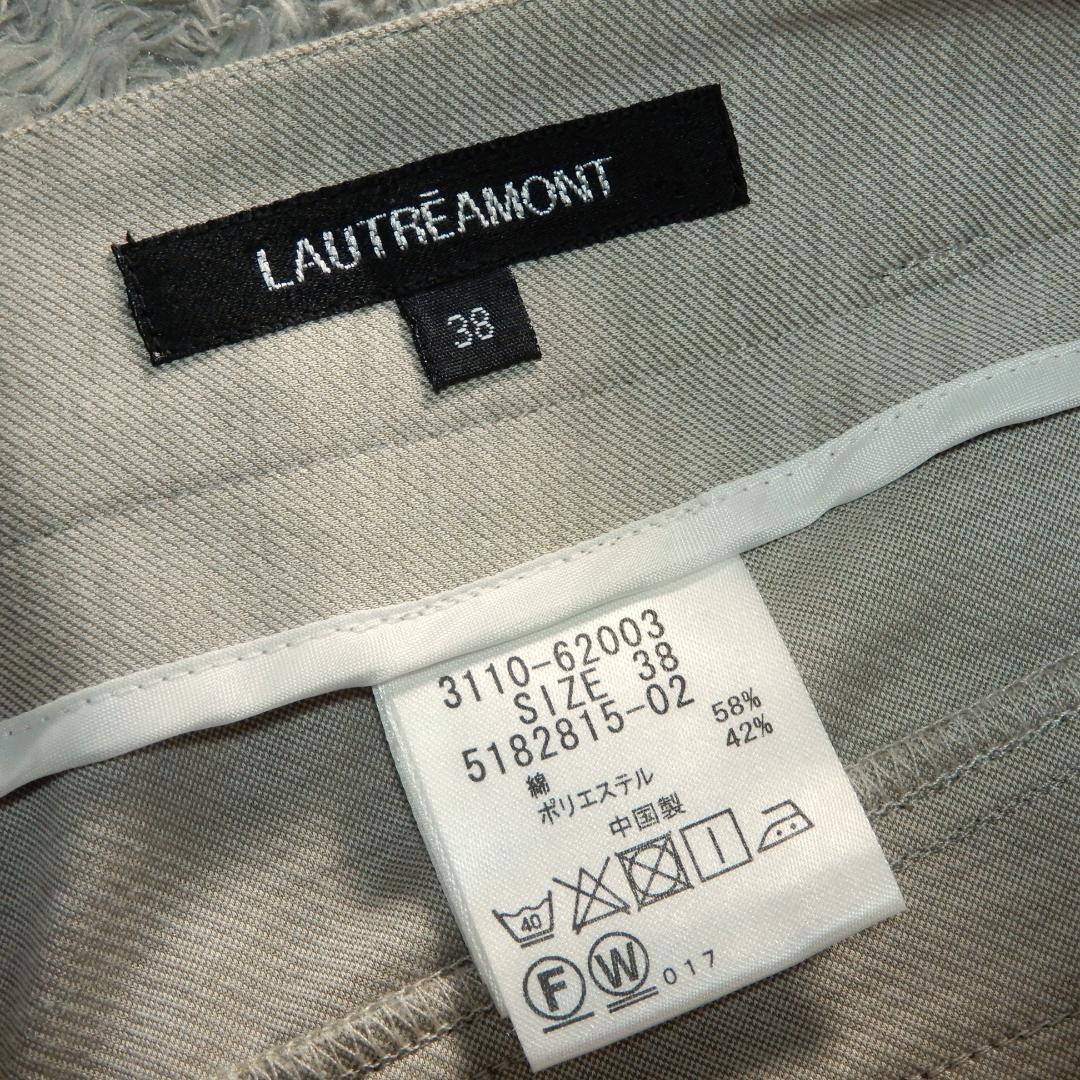 LAUTRĒAMONT
38
3110-62003
SIZE 38
5182815-02
綿 58%
ポリエステル 42%
中国製
40
F W 017